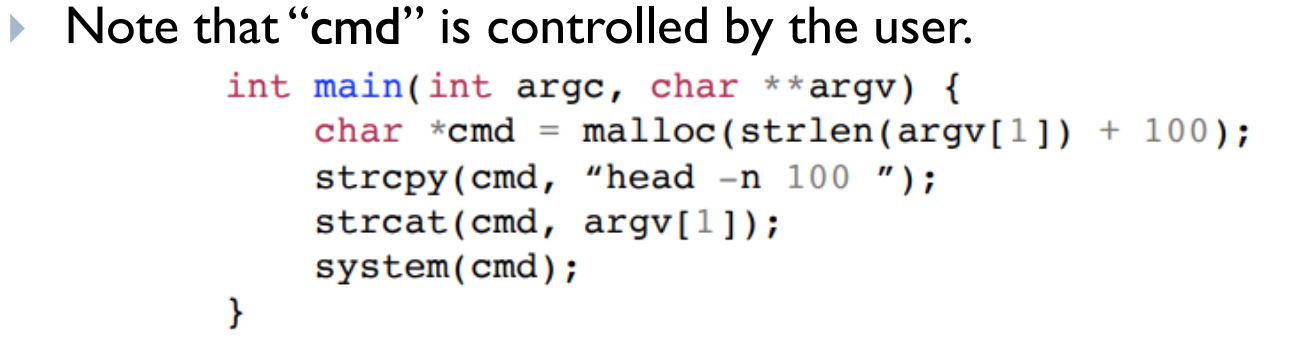 Note that “cmd” is controlled by the user.
int main(int argc, char **argv) {
    char *cmd = malloc(strlen(argv[1]) + 100);
    strcpy(cmd, “head -n 100 ”);
    strcat(cmd, argv[1]);
    system(cmd);
}